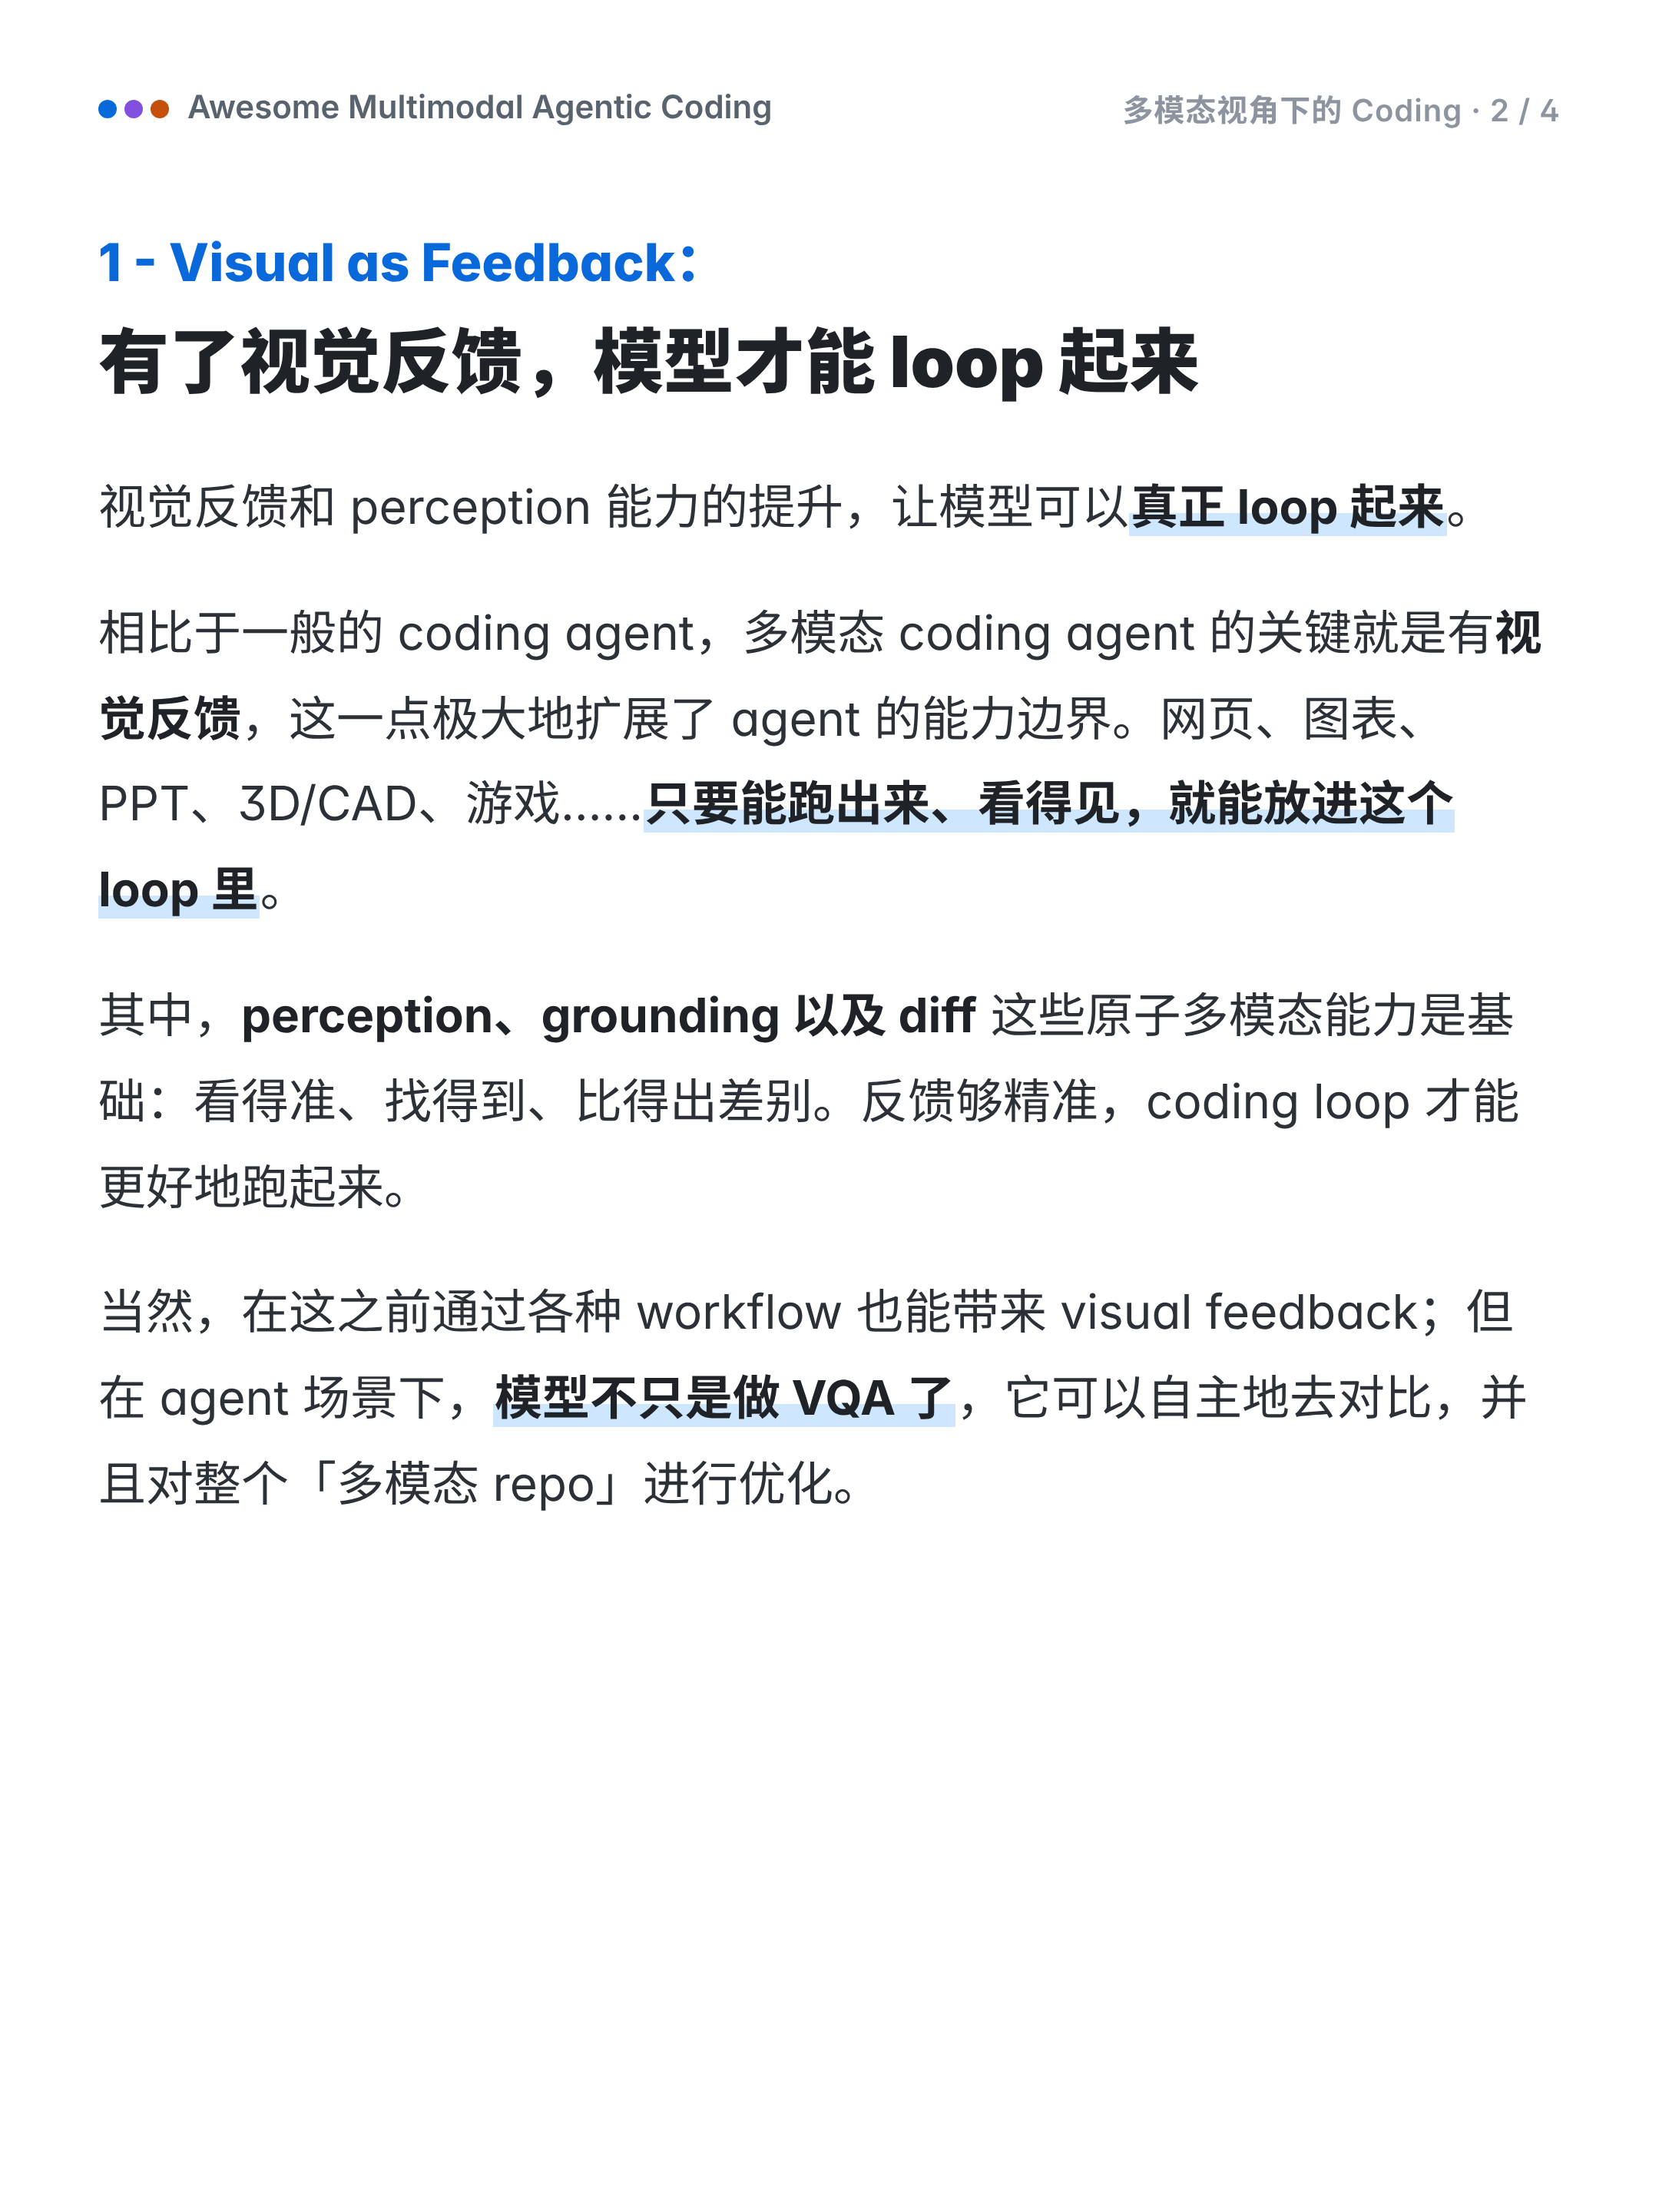 Awesome Multimodal Agentic Coding
多模态视角下的 Coding · 2 / 4
1 - Visual as Feedback：
有了视觉反馈，模型才能 loop 起来
视觉反馈和 perception 能力的提升，让模型可以真正 loop 起来。
相比于一般的 coding agent，多模态 coding agent 的关键就是有视
觉反馈，这一点极大地扩展了 agent 的能力边界。网页、图表、
PPT、3D/CAD、游戏……只要能跑出来、看得见，就能放进这个
loop 里。
其中，perception、grounding 以及 diff 这些原子多模态能力是基
础：看得准、找得到、比得出差别。反馈够精准，coding loop 才能
更好地跑起来。
当然，在这之前通过各种 workflow 也能带来 visual feedback；但
在 agent 场景下，模型不只是做 VQA 了，它可以自主地去对比，并
且对整个「多模态 repo」进行优化。